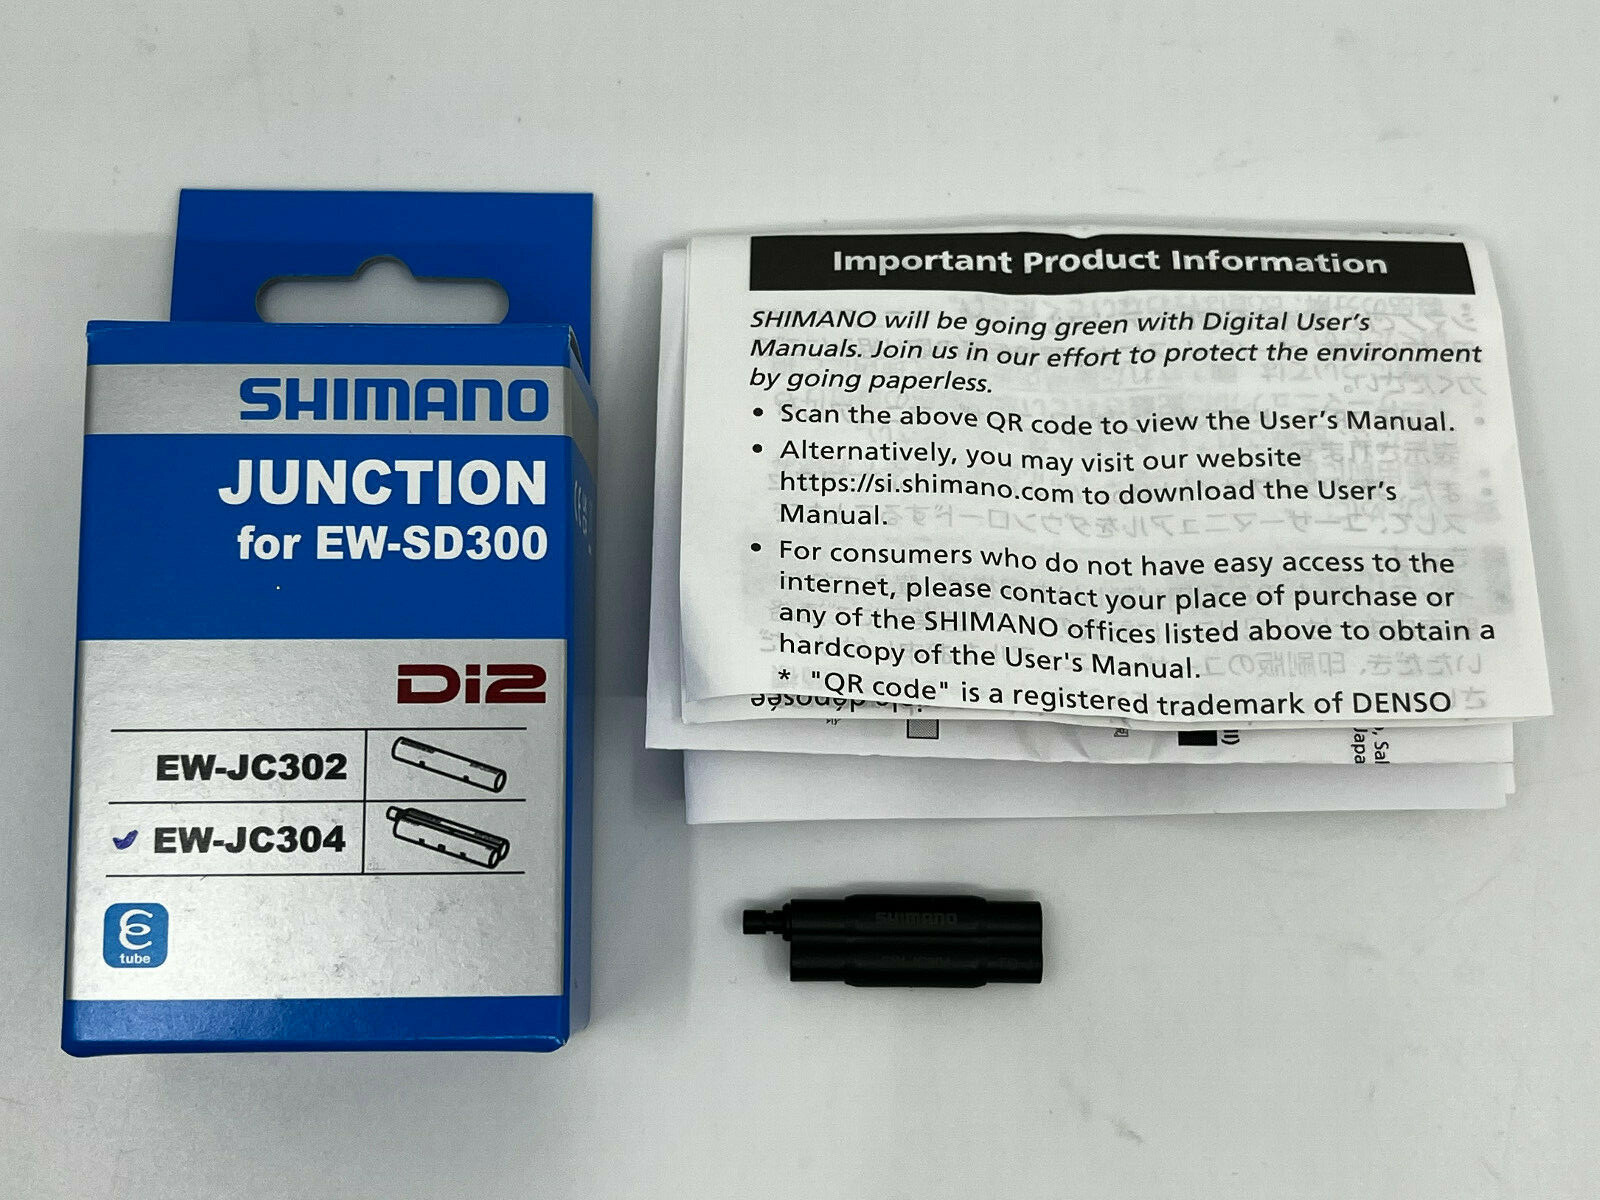 SHIMANO
JUNCTION
for EW-SD300
Di2
EW-JC302
EW-JC304
tube
Important Product Information
SHIMANO will be going green with Digital User's
Manuals. Join us in our effort to protect the environment
by going paperless.
• Scan the above QR code to view the User's Manual.
• Alternatively, you may visit our website
https://si.shimano.com to download the User's
Manual.
• For consumers who do not have easy access to the
internet, please contact your place of purchase or
any of the SHIMANO offices listed above to obtain a
hardcopy of the User's Manual.
* "QR code" is a registered trademark of DENSO
SHIMANO